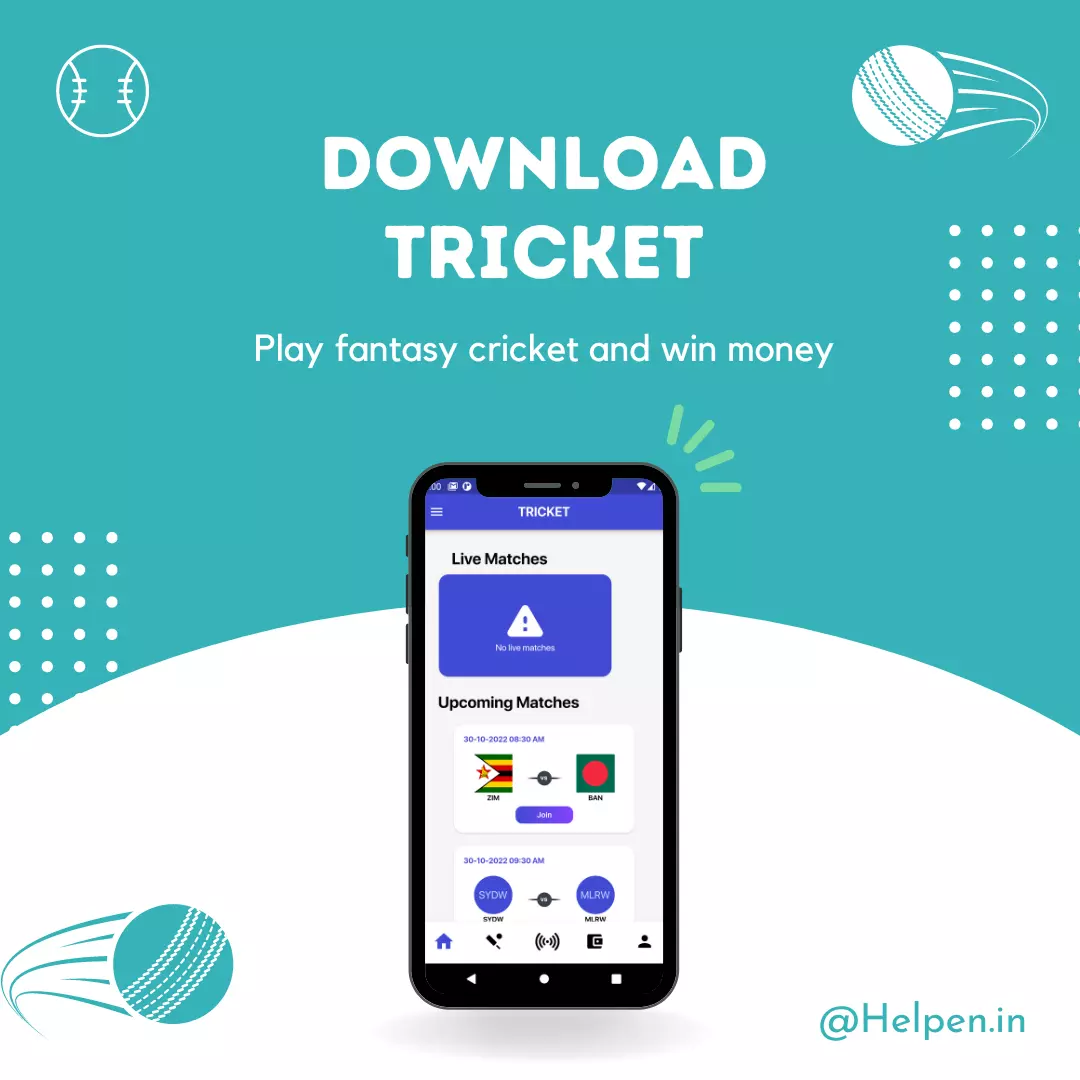 DOWNLOAD
TRICKET
Play fantasy cricket and win money
:00
TRICKET
Live Matches
No live matches
Upcoming Matches
30-10-2022 08:30 AM
VS
ZIM
BAN
Join
30-10-2022 09:30 AM
SYDW
VS
MLRW
SYDW
MLRW
@Helpen.in